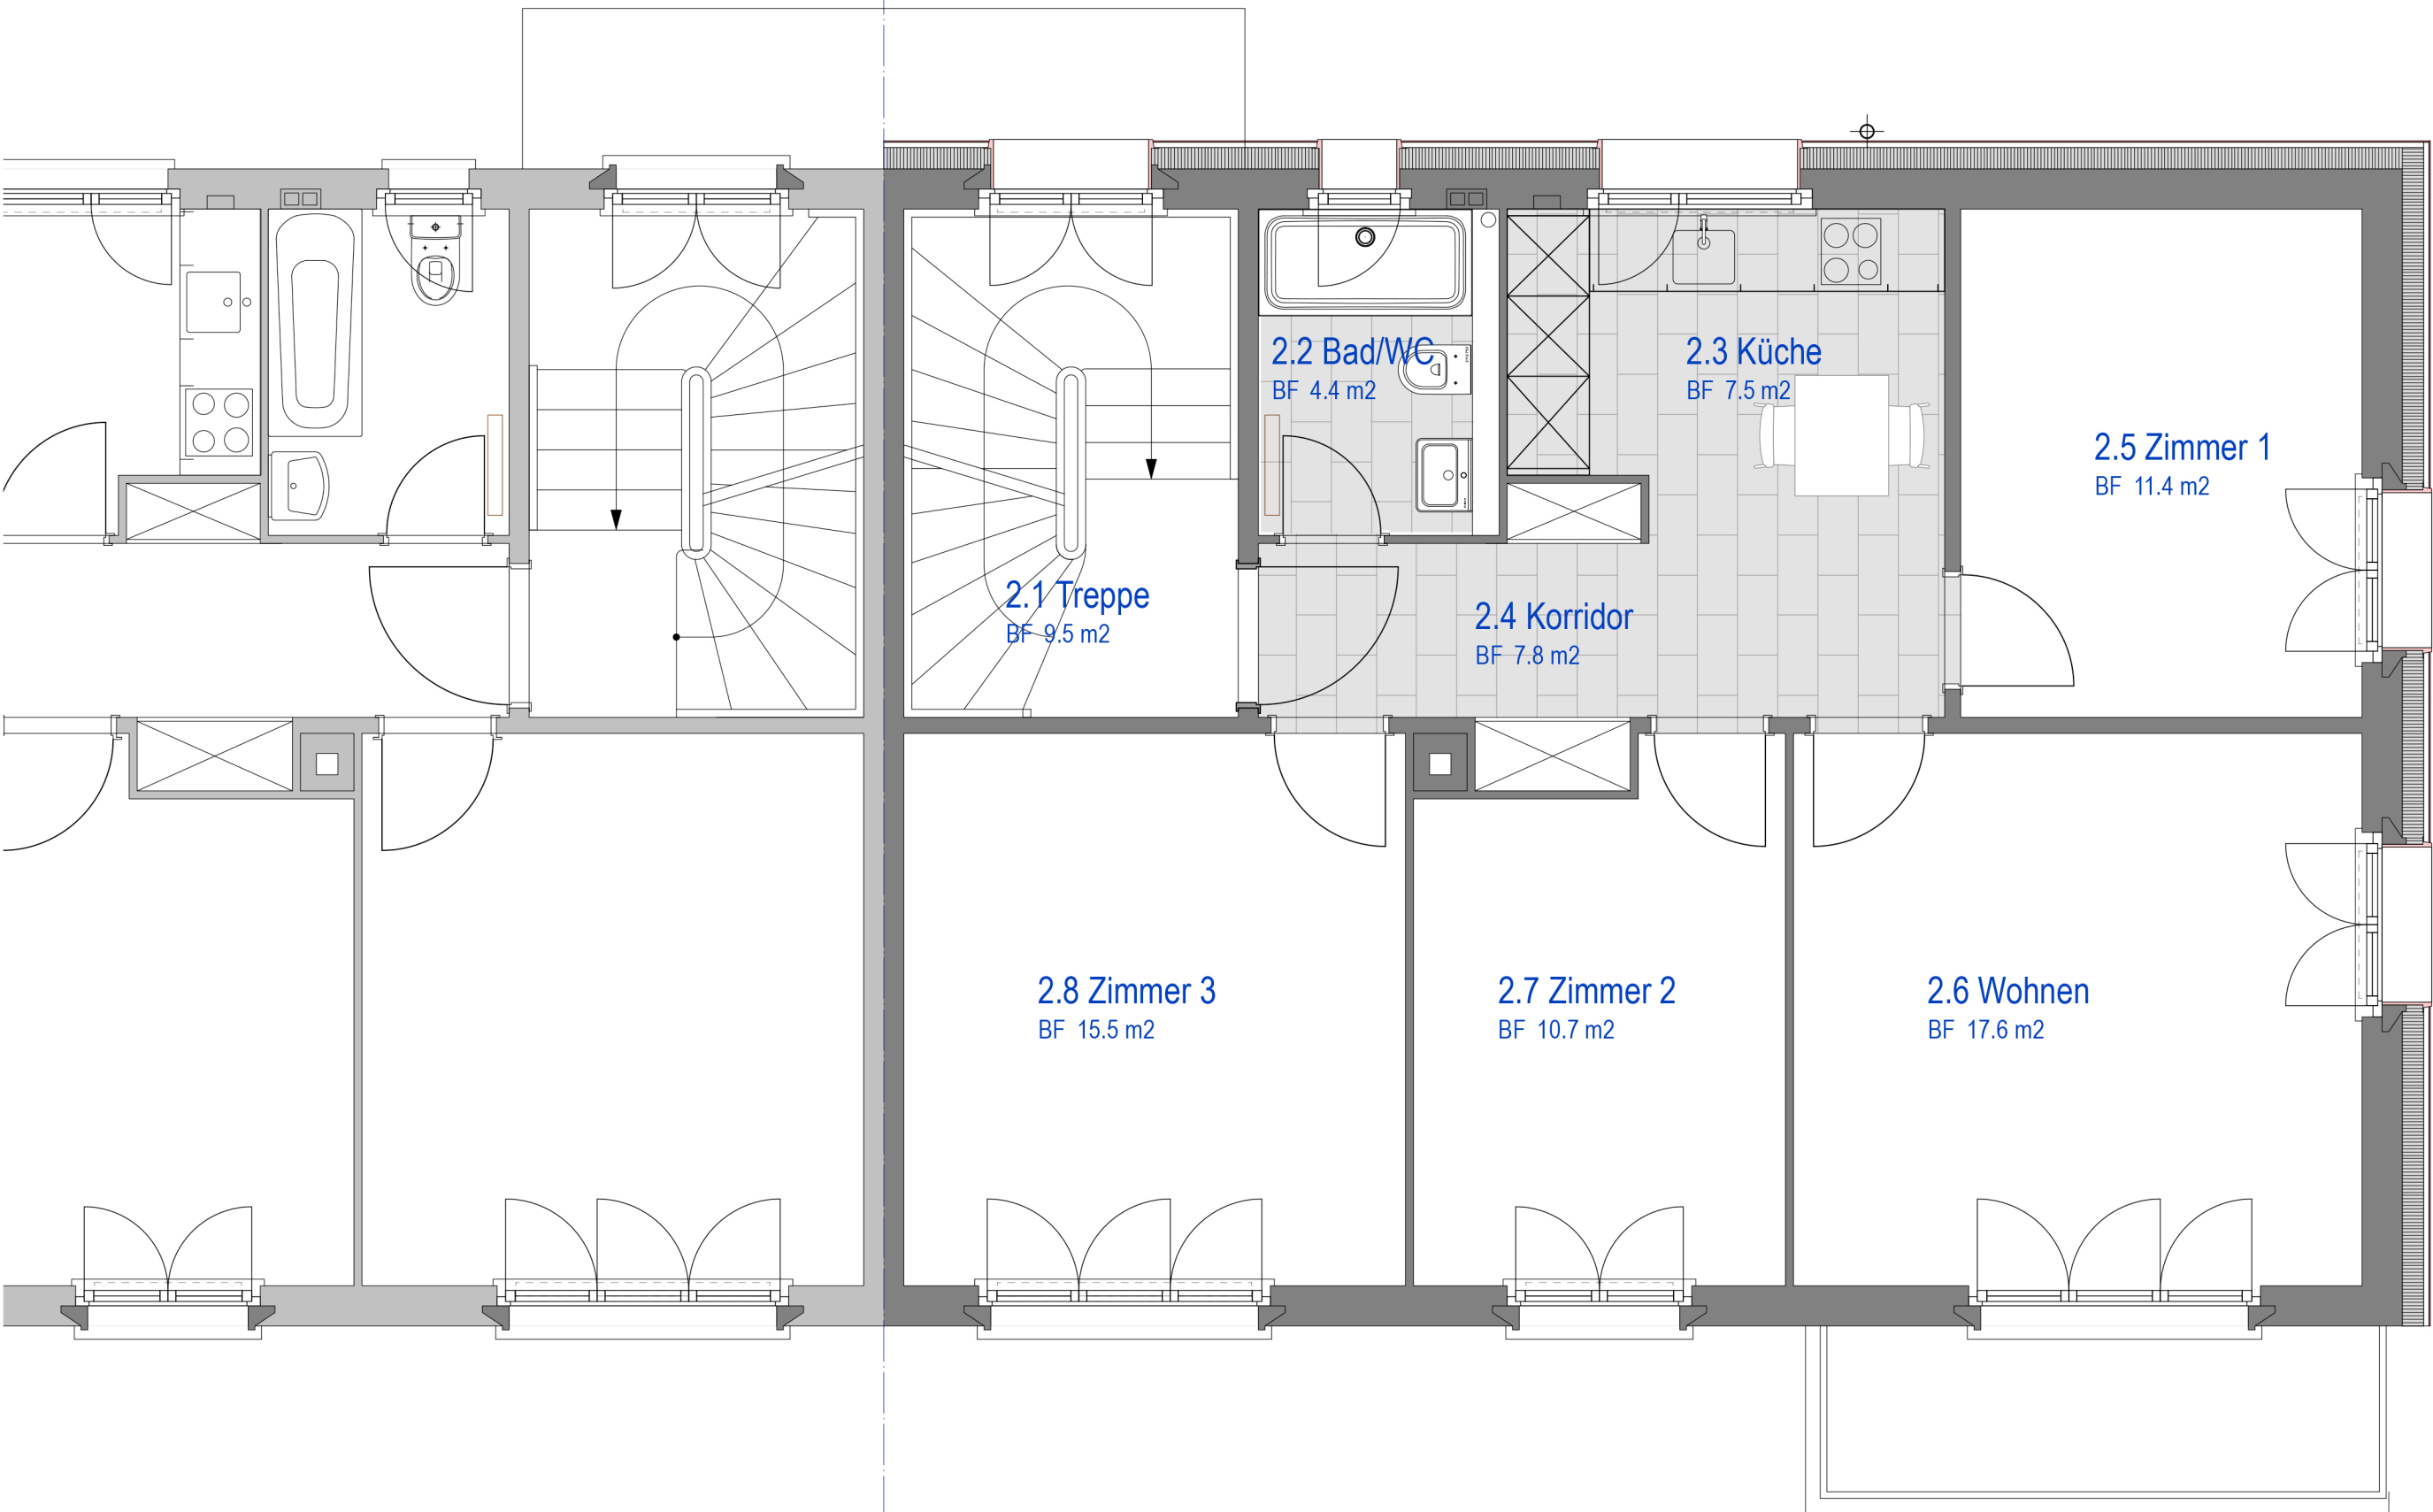 2.2 Bad/WC
BF 4.4 m2
2.3 Küche
BF 7.5 m2
2.5 Zimmer 1
BF 11.4 m2
2.1 Treppe
BF 9.5 m2
2.4 Korridor
BF 7.8 m2
2.8 Zimmer 3
BF 15.5 m2
2.7 Zimmer 2
BF 10.7 m2
2.6 Wohnen
BF 17.6 m2